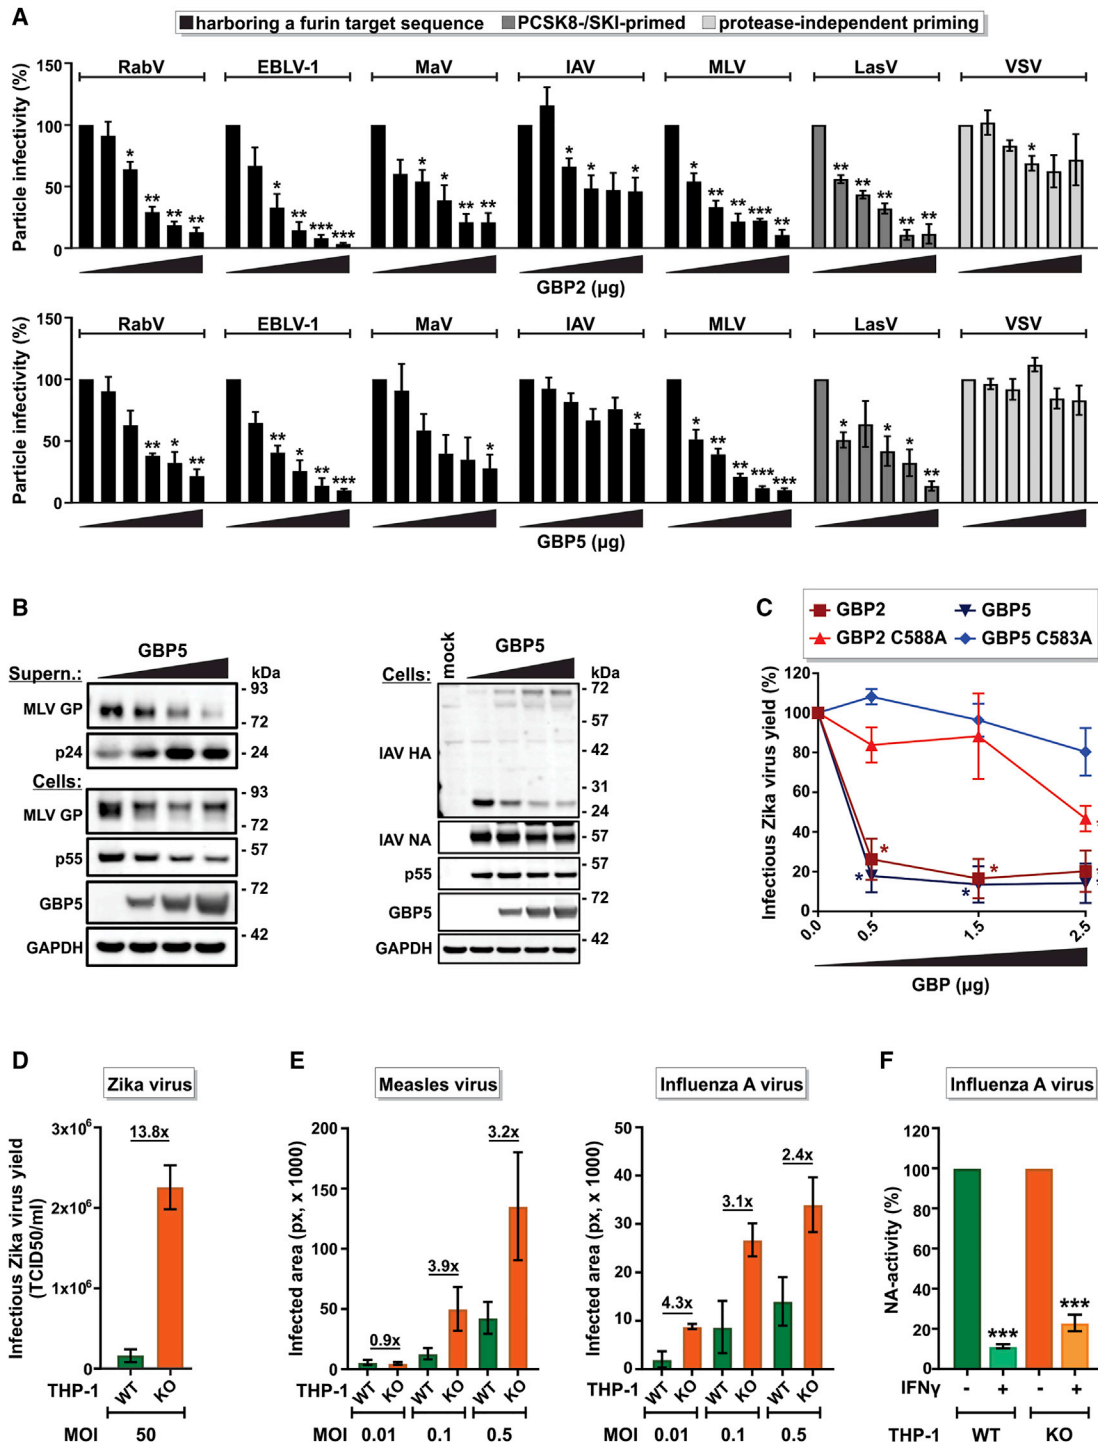 A
harboring a furin target sequence PCSK8-/SKI-primed protease-independent priming
Particle infectivity (%)
150
100
50
0
RabV EBLV-1 MaV IAV MLV LasV VSV
* ** ** **
* * ** *** ***
* * ** **
* * *
* ** ** *** **
** ** ** ** **
*
GBP2 (µg)
Particle infectivity (%)
150
100
50
0
RabV EBLV-1 MaV IAV MLV LasV VSV
** * **
** * ** ***
*
*
* ** ** *** ***
* * * **
GBP5 (µg)
B
GBP5
Supern.: kDa
MLV GP - 93
- 72
p24 - 24
Cells:
MLV GP - 93
- 72
p55 - 57
GBP5 - 72
GAPDH - 42
mock GBP5
Cells: kDa
- 72
- 57
IAV HA - 42
- 31
- 24
IAV NA - 57
p55 - 57
GBP5 - 72
GAPDH - 42
C
GBP2 GBP5
GBP2 C588A GBP5 C583A
Infectious Zika virus yield (%)
120
100
80
60
40
20
0
* * * * * * *
0.0 0.5 1.5 2.5
GBP (µg)
D
Zika virus
Infectious Zika virus yield
(TCID50/ml)
3x10⁶
2x10⁶
1x10⁶
0
13.8x
THP-1 WT KO
MOI 50
E
Measles virus
Infected area (px, x 1000)
200
150
100
50
0
0.9x 3.9x 3.2x
THP-1 WT KO WT KO WT KO
MOI 0.01 0.1 0.5
Influenza A virus
Infected area (px, x 1000)
50
40
30
20
10
0
4.3x 3.1x 2.4x
THP-1 WT KO WT KO WT KO
MOI 0.01 0.1 0.5
F
Influenza A virus
NA-activity (%)
120
100
80
60
40
20
0
*** ***
IFNγ - + - +
THP-1 WT KO